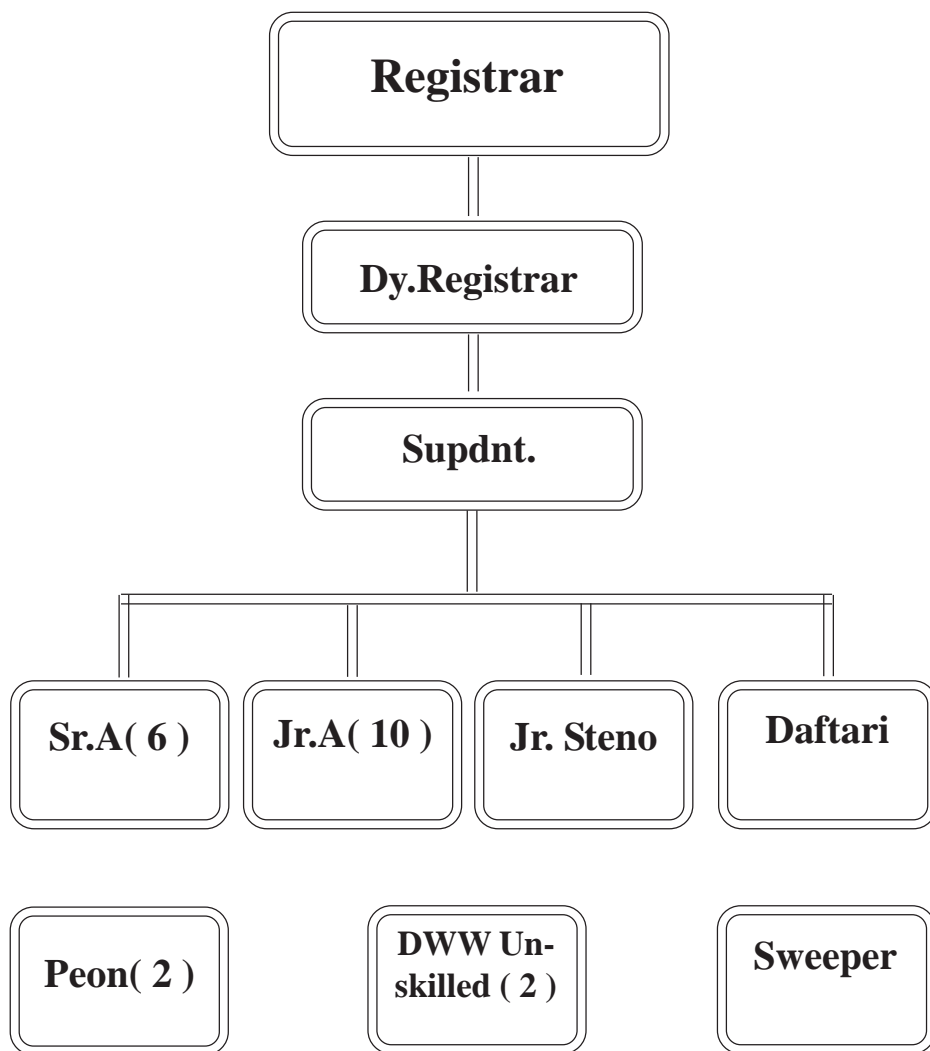 Registrar
Dy.Registrar
Supdnt.
Sr.A( 6 )
Jr.A( 10 )
Jr. Steno
Daftari
Peon( 2 )
DWW Un-
skilled ( 2 )
Sweeper